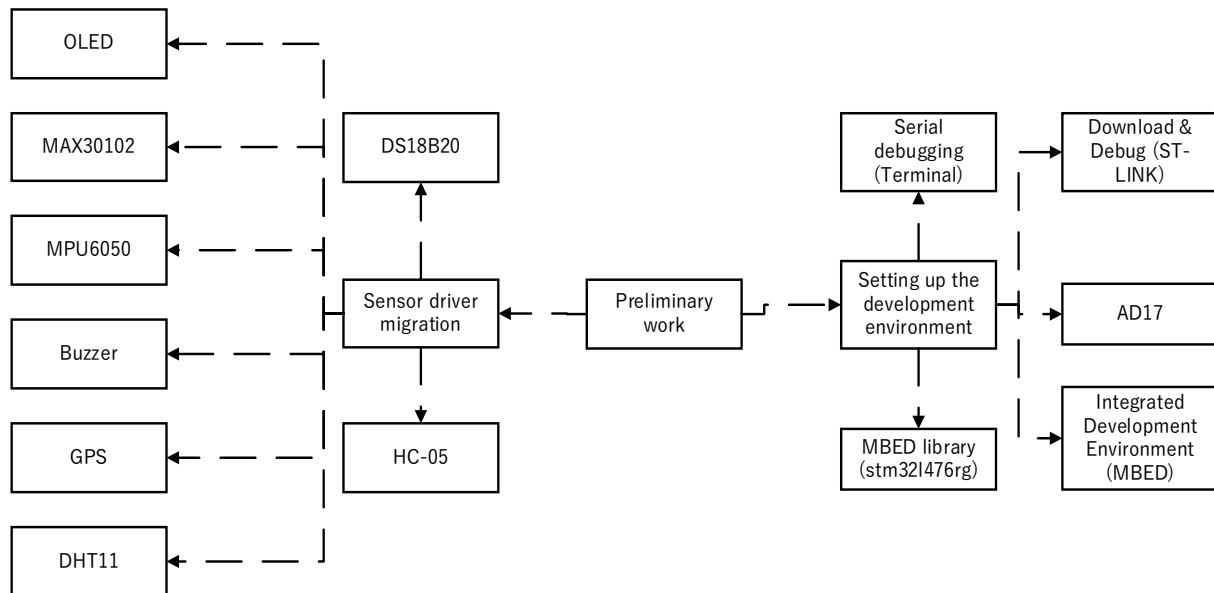 OLED
MAX30102
MPU6050
Buzzer
GPS
DHT11
DS18B20
Sensor driver
migration
HC-05
Preliminary
work
Serial
debugging
(Terminal)
Setting up the
development
environment
MBED library
(stm32l476rg)
Download &
Debug (ST-
LINK)
AD17
Integrated
Development
Environment
(MBED)